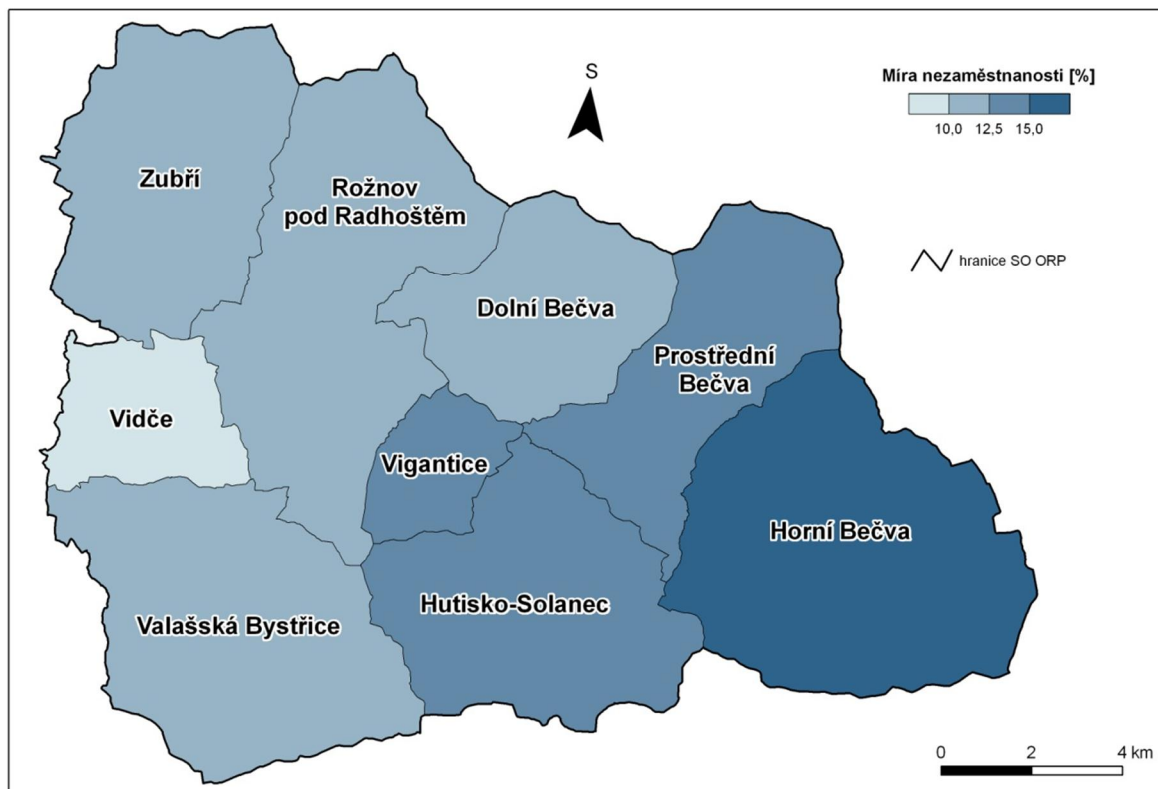 S
Míra nezaměstnanosti [%]
10,0 12,5 15,0
Zubří
Rožnov
pod Radhoštěm
hranice SO ORP
Dolní Bečva
Prostřední
Bečva
Vidče
Vigantice
Horní Bečva
Hutisko-Solanec
Valašská Bystřice
0 2 4 km